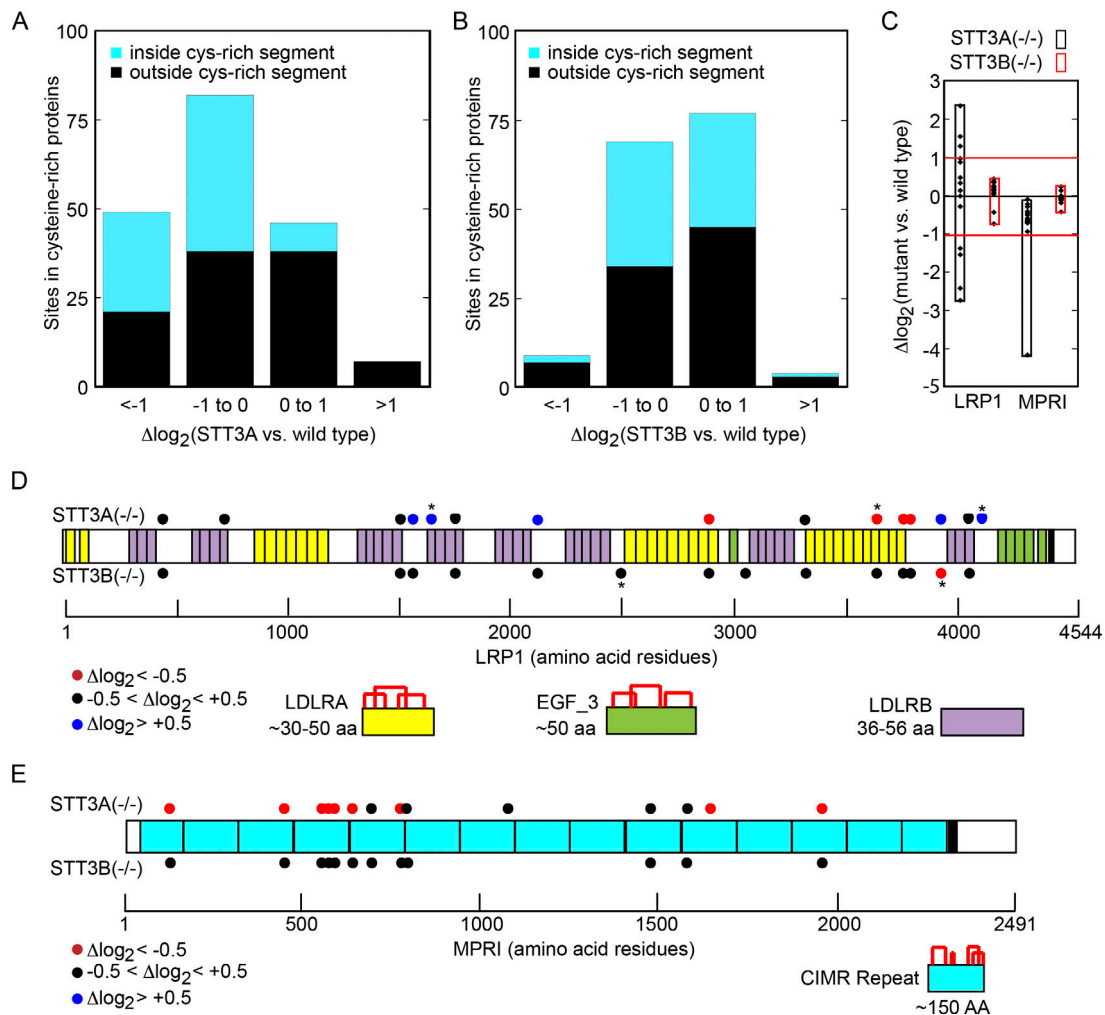 A
100
75
50
25
0
Sites in cysteine-rich proteins
inside cys-rich segment
outside cys-rich segment
<-1
-1 to 0
0 to 1
>1
Δlog2(STT3A vs. wild type)
B
100
75
50
25
0
Sites in cysteine-rich proteins
inside cys-rich segment
outside cys-rich segment
<-1
-1 to 0
0 to 1
>1
Δlog2(STT3B vs. wild type)
C
STT3A(-/-)
STT3B(-/-)
3
2
1
0
-1
-2
-3
-4
-5
Δlog2(mutant vs. wild type)
LRP1
MPRI
D
STT3A(-/-)
*
*
*
STT3B(-/-)
*
*
1
1000
2000
3000
4000
4544
LRP1 (amino acid residues)
Δlog2< -0.5
-0.5 < Δlog2< +0.5
Δlog2> +0.5
LDLRA
~30-50 aa
EGF_3
~50 aa
LDLRB
36-56 aa
E
STT3A(-/-)
STT3B(-/-)
1
500
1000
1500
2000
2491
MPRI (amino acid residues)
Δlog2< -0.5
-0.5 < Δlog2< +0.5
Δlog2> +0.5
CIMR Repeat
~150 AA